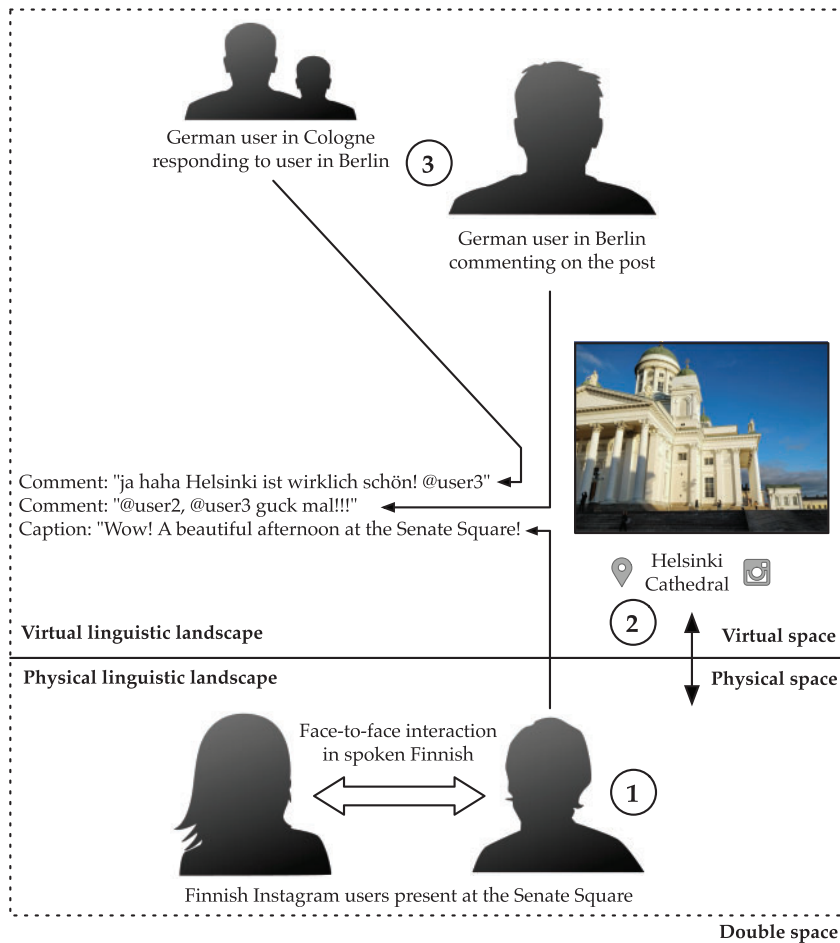 German user in Cologne
responding to user in Berlin
3
German user in Berlin
commenting on the post
Comment: "ja haha Helsinki ist wirklich schön! @user3"
Comment: "@user2, @user3 guck mal!!!"
Caption: "Wow! A beautiful afternoon at the Senate Square!
Helsinki
Cathedral
2
Virtual linguistic landscape
Virtual space
Physical linguistic landscape
Physical space
Face-to-face interaction
in spoken Finnish
1
Finnish Instagram users present at the Senate Square
Double space